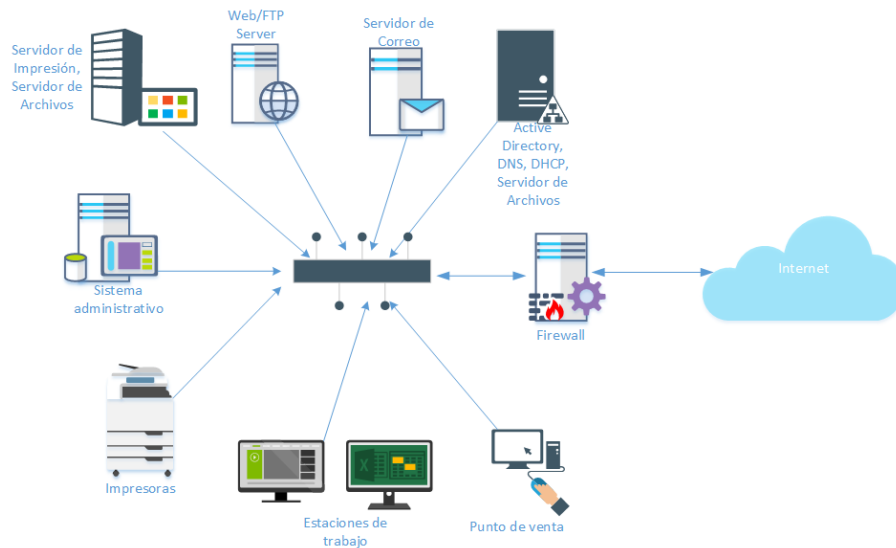 Servidor de
Impresión,
Servidor de
Archivos
Web/FTP
Server
Servidor de
Correo
Active
Directory,
DNS, DHCP,
Servidor de
Archivos
Sistema
administrativo
Firewall
Internet
Impresoras
Estaciones de
trabajo
Punto de venta